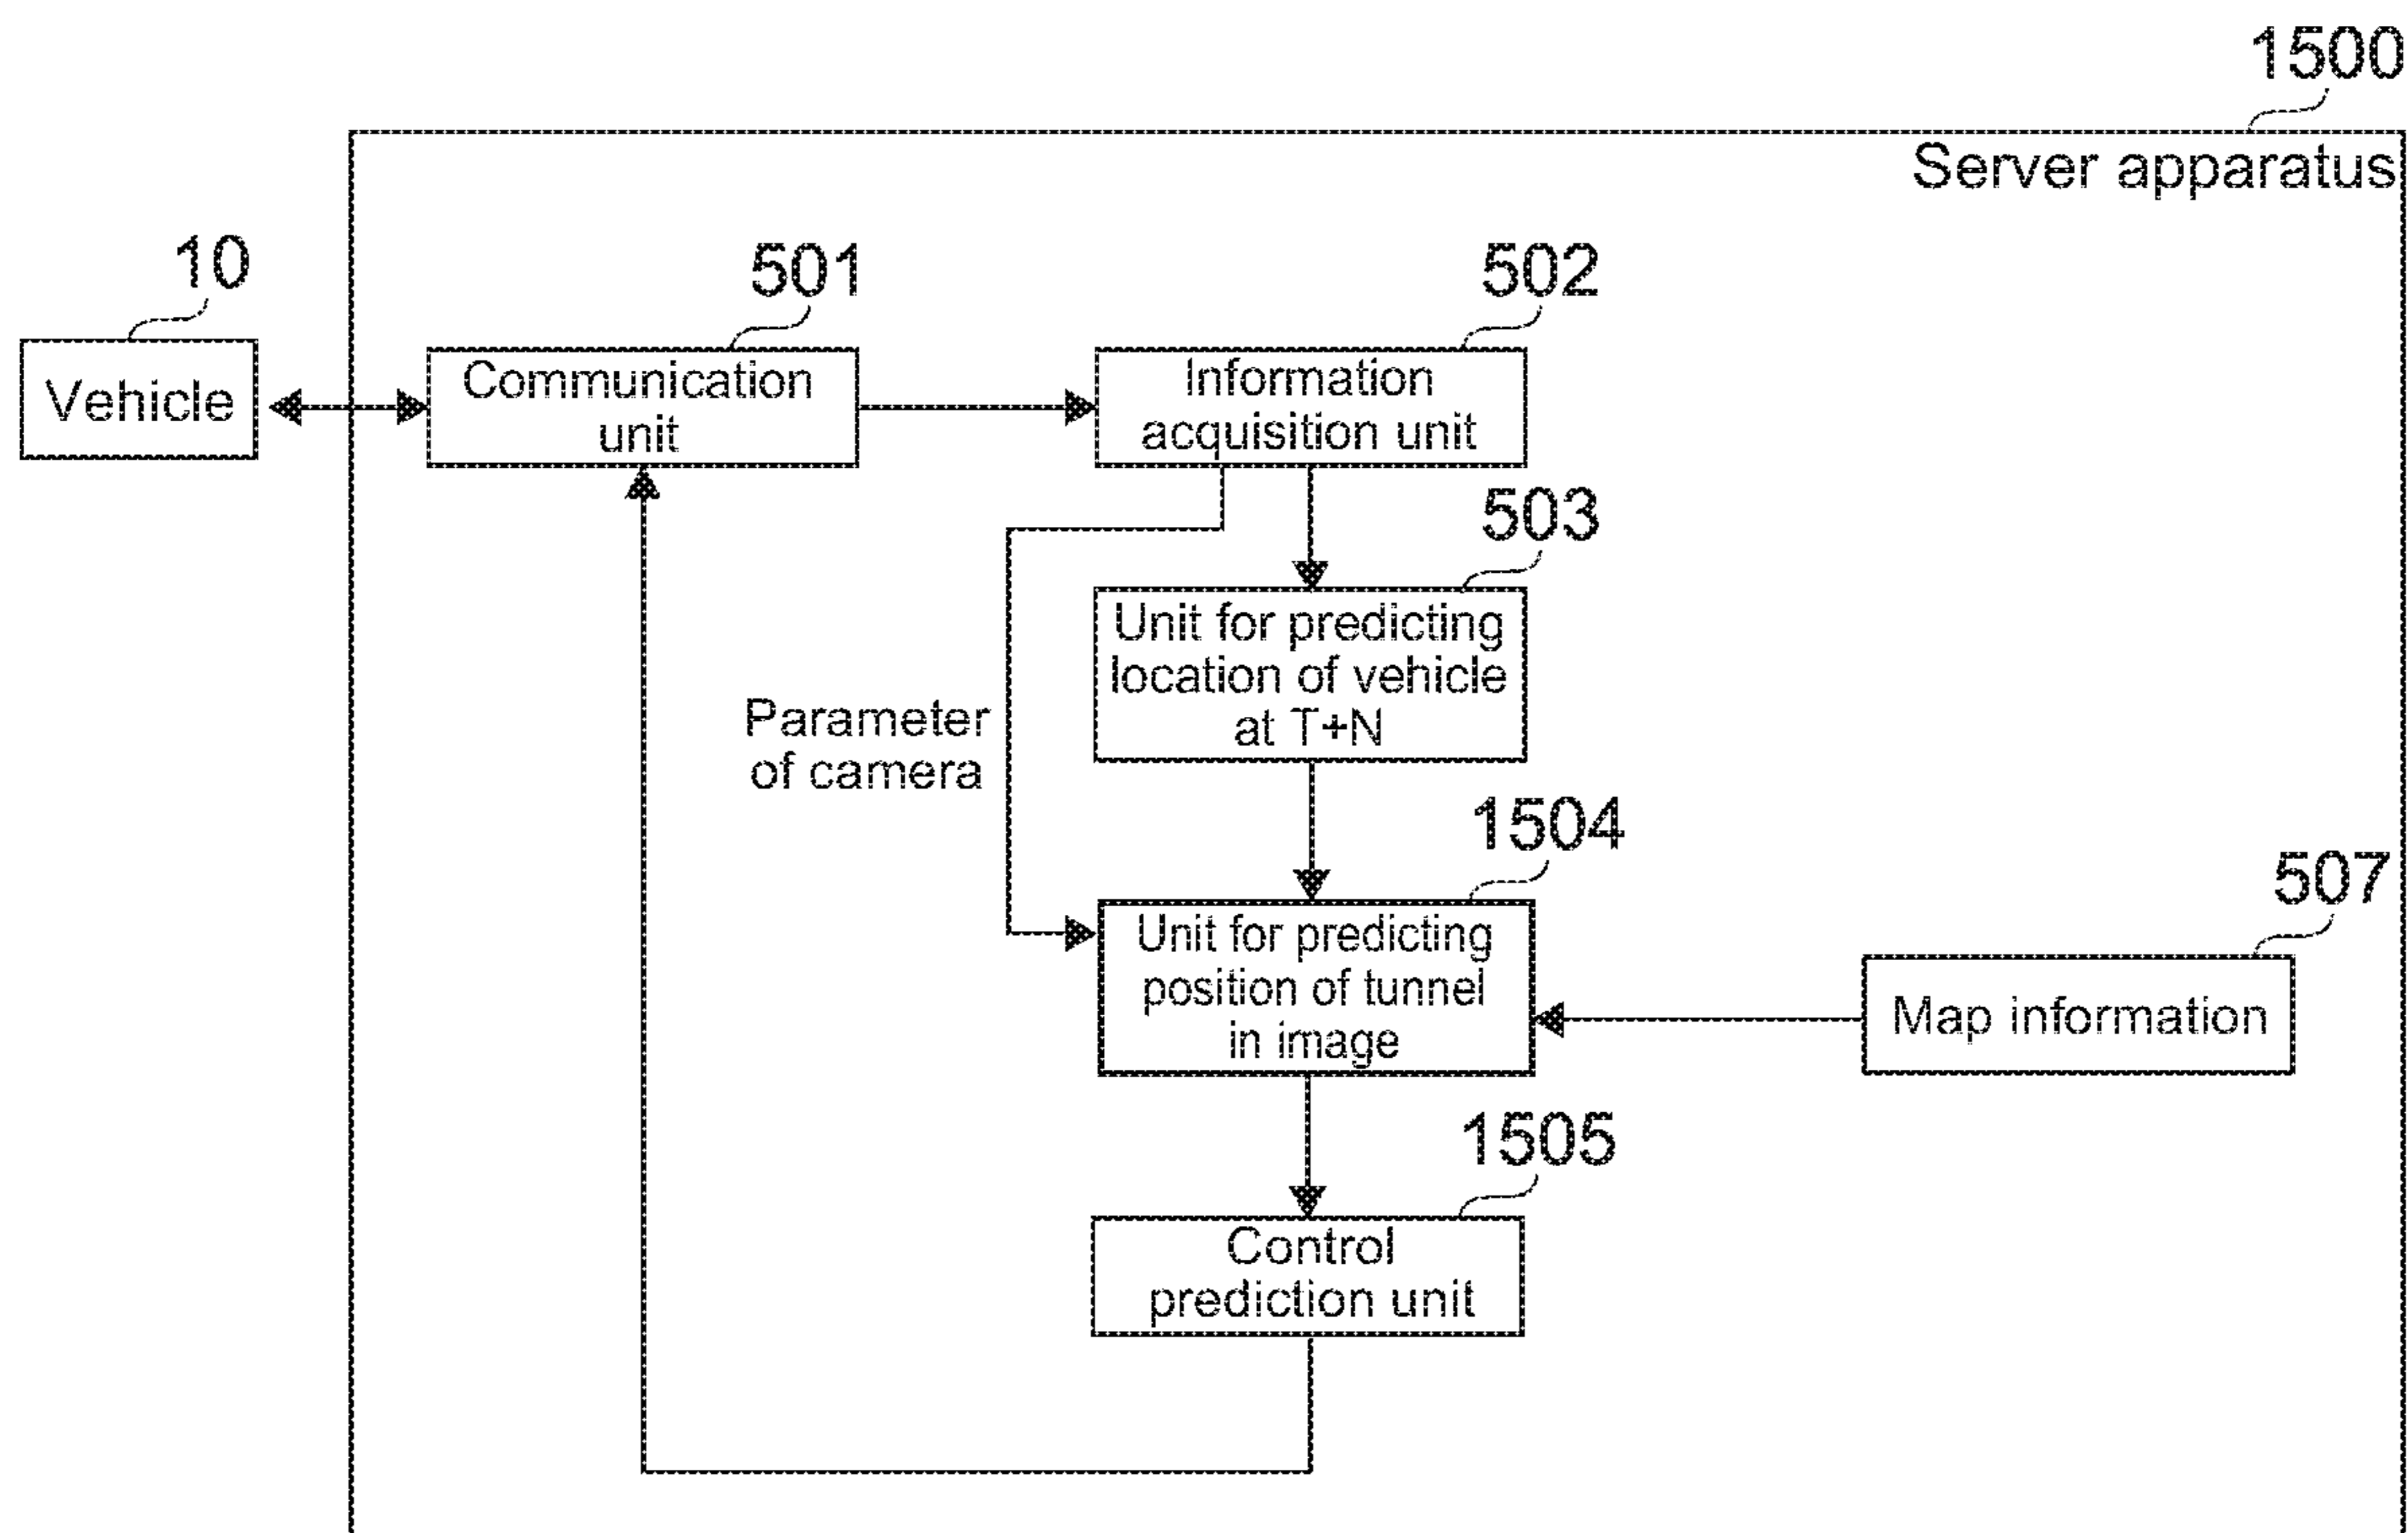 1500
Server apparatus
10
501
502
Vehicle
Communication
unit
Information
acquisition unit
503
Unit for predicting
location of vehicle
at T+N
Parameter
of camera
1504
Unit for predicting
position of tunnel
in image
507
Map information
1505
Control
prediction unit